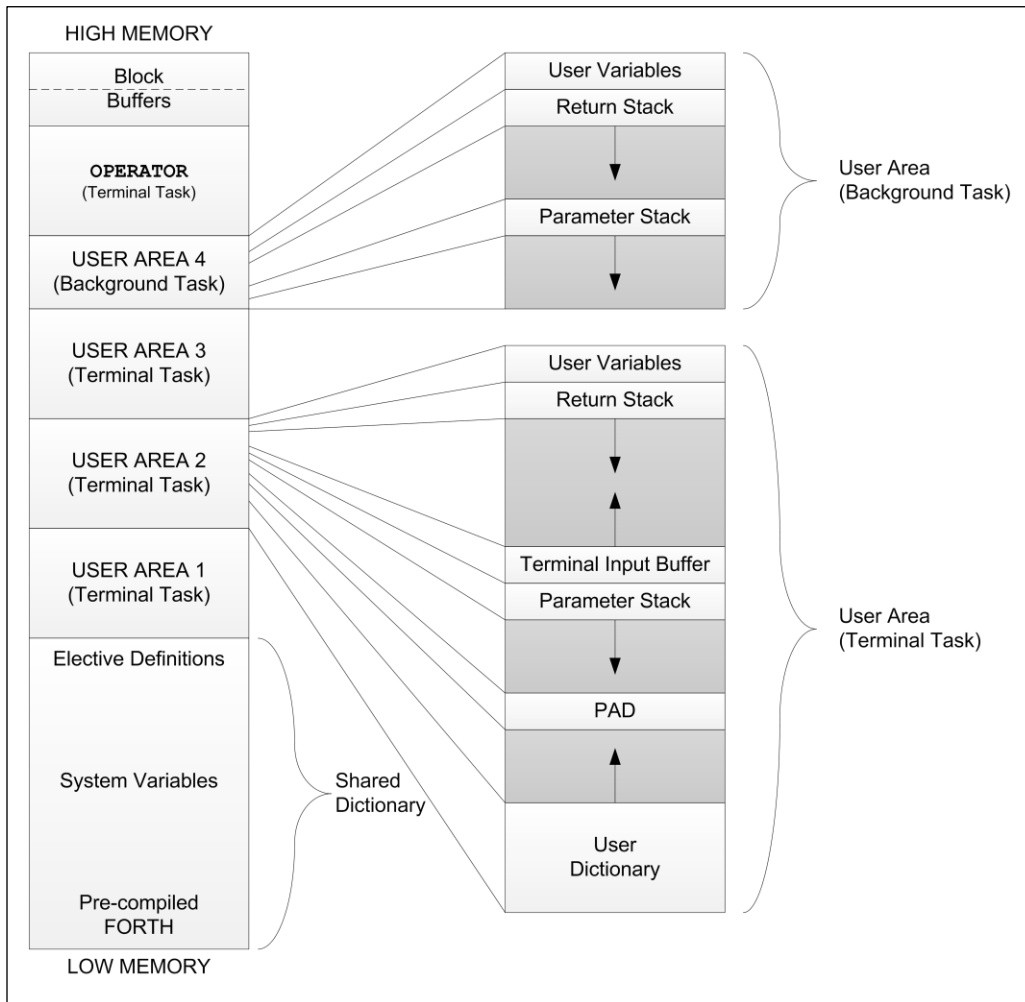 HIGH MEMORY
Block
Buffers
OPERATOR
(Terminal Task)
USER AREA 4
(Background Task)
USER AREA 3
(Terminal Task)
USER AREA 2
(Terminal Task)
USER AREA 1
(Terminal Task)
Elective Definitions
System Variables
Pre-compiled
FORTH
LOW MEMORY
Shared
Dictionary
User Variables
Return Stack
Parameter Stack
User Area
(Background Task)
User Variables
Return Stack
Terminal Input Buffer
Parameter Stack
PAD
User
Dictionary
User Area
(Terminal Task)